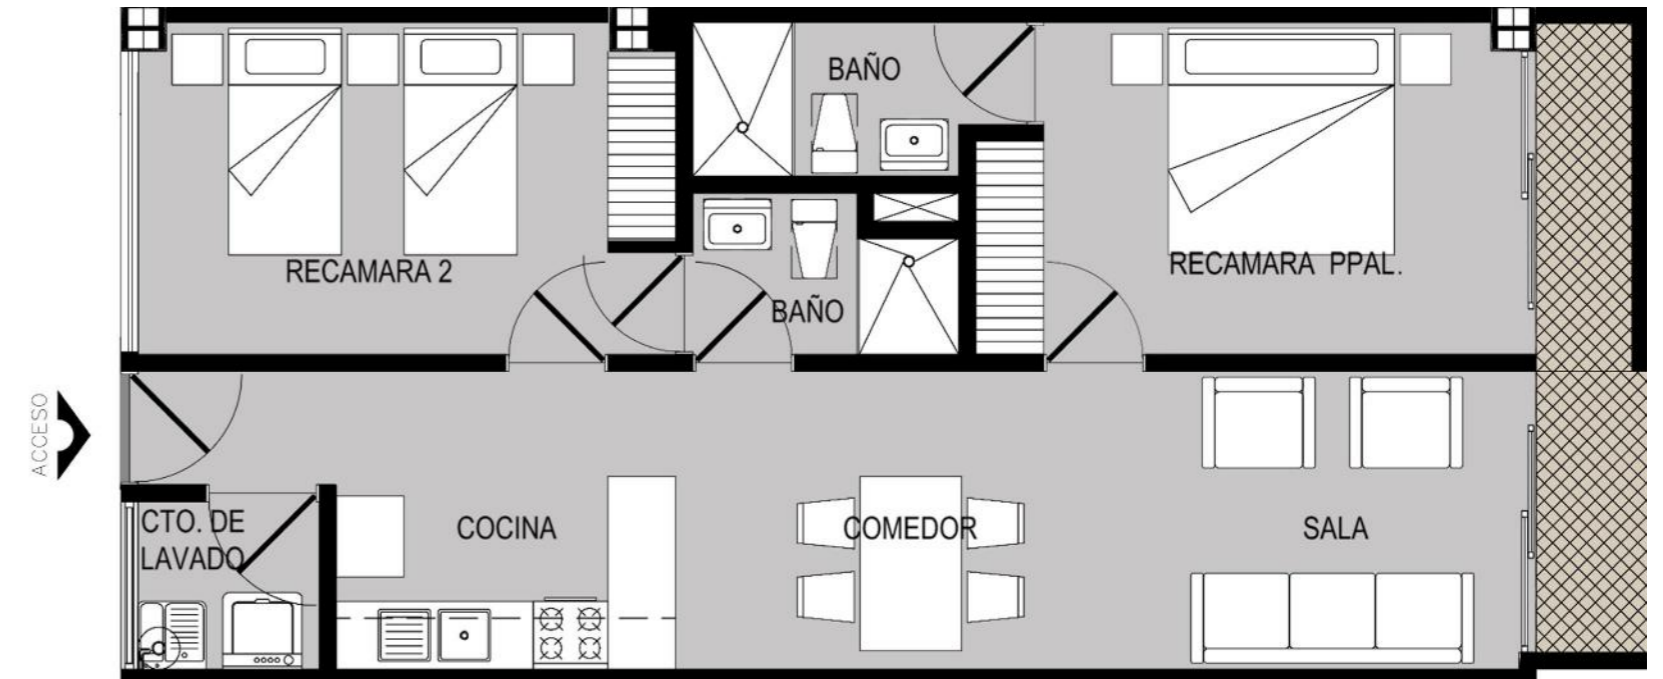 BAÑO
RECAMARA 2
RECAMARA PPAL.
BAÑO
ACCESO
CTO. DE
LAVADO
COCINA
COMEDOR
SALA